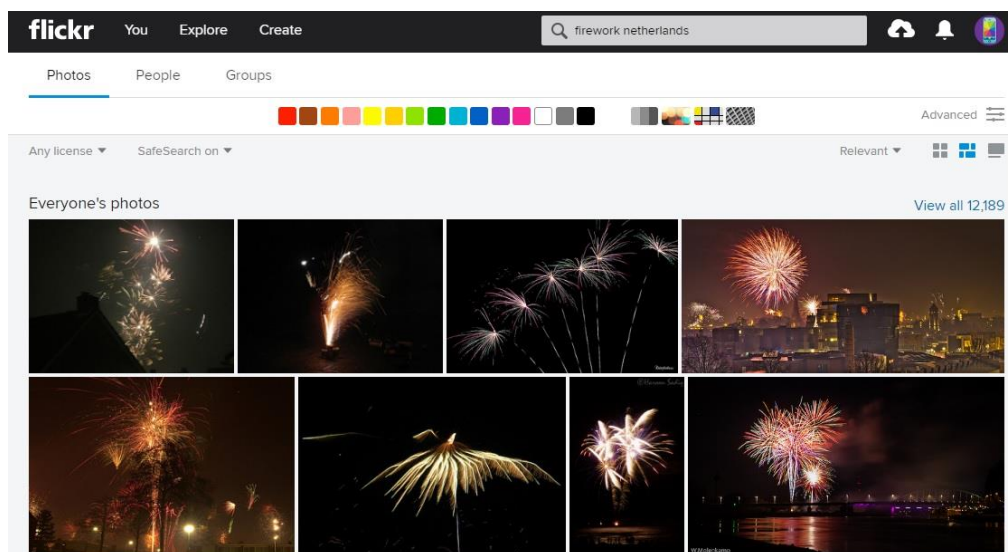 flickr You Explore Create firework netherlands
Photos People Groups
Advanced
Any license SafeSearch on Relevant
Everyone's photos View all 12,189